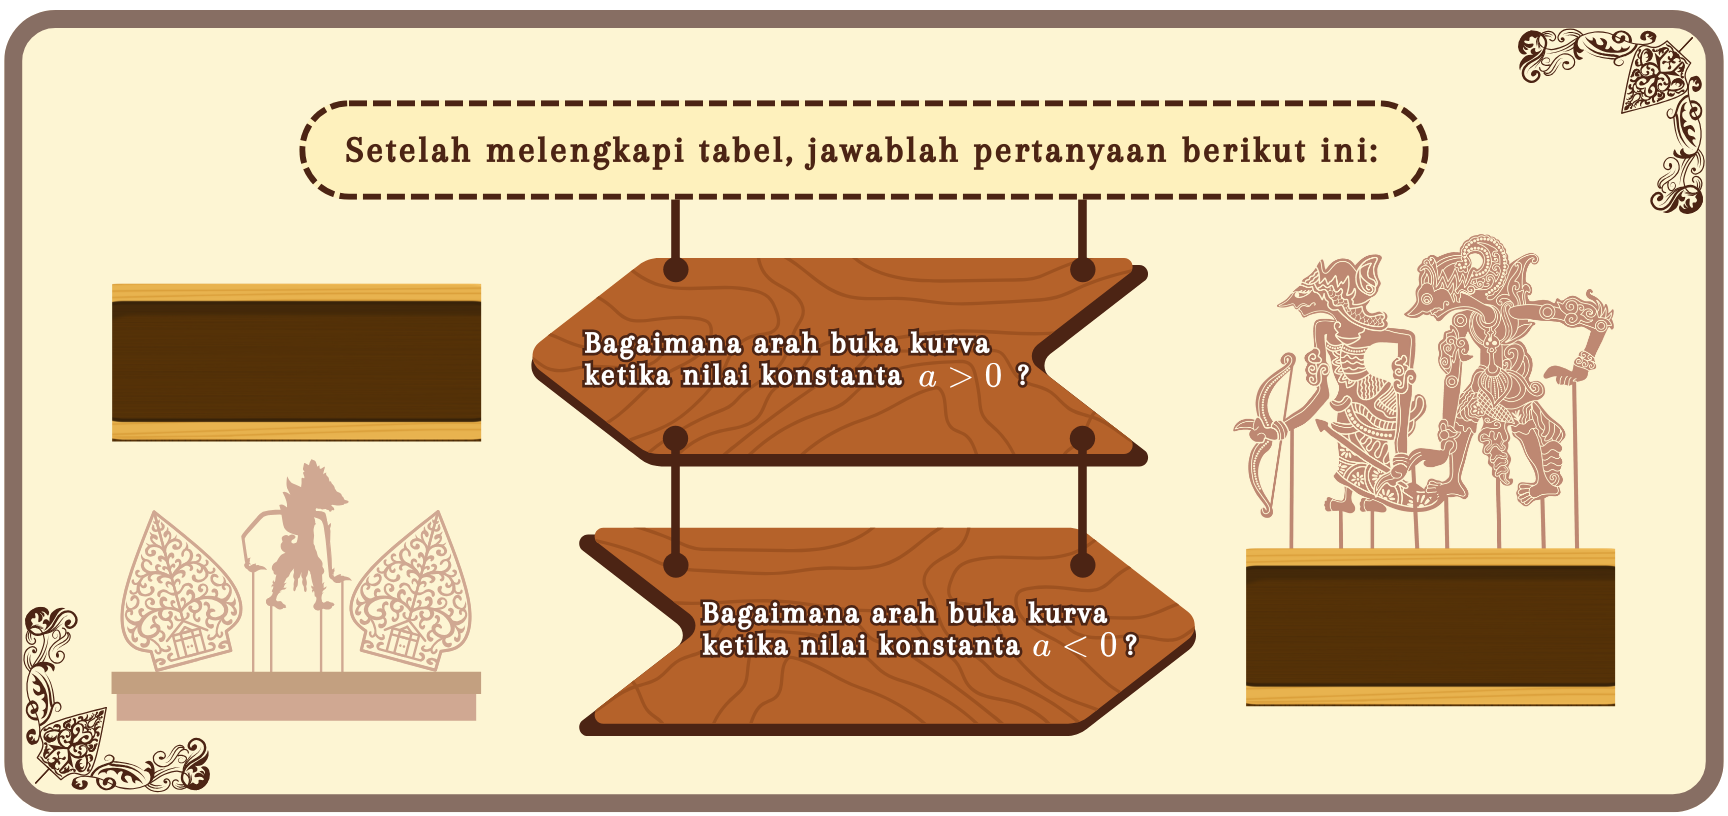 Setelah melengkapi tabel, jawablah pertanyaan berikut ini:
Bagaimana arah buka kurva
ketika nilai konstanta a > 0 ?
Bagaimana arah buka kurva
ketika nilai konstanta a < 0 ?